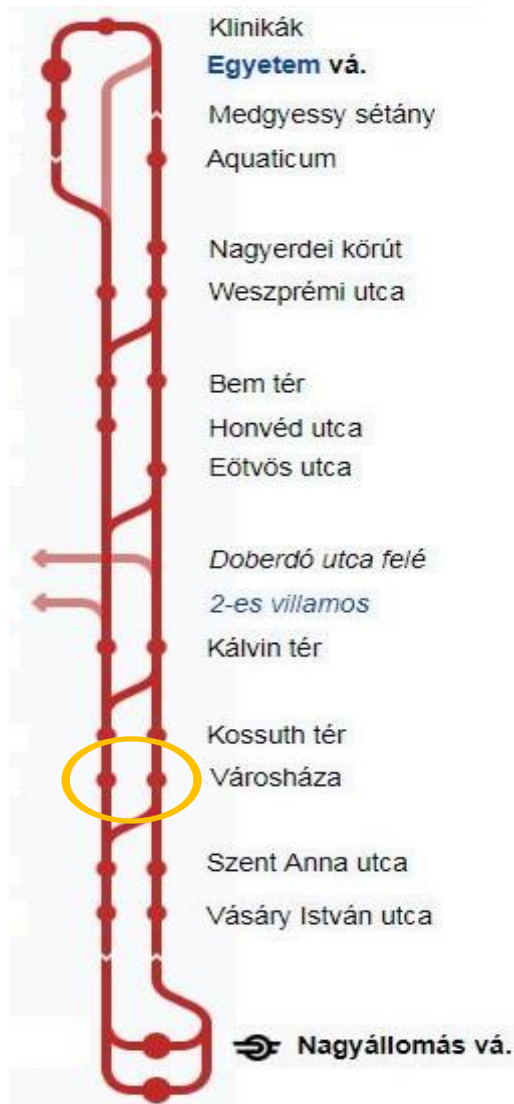 Klinikák
Egyetem vá.
Medgyessy sétány
Aquaticum
Nagyerdei körút
Weszprémi utca
Bem tér
Honvéd utca
Eötvös utca
Doberdó utca felé
2-es villamos
Kálvin tér
Kossuth tér
Városháza
Szent Anna utca
Vásáry István utca
Nagyállomás vá.